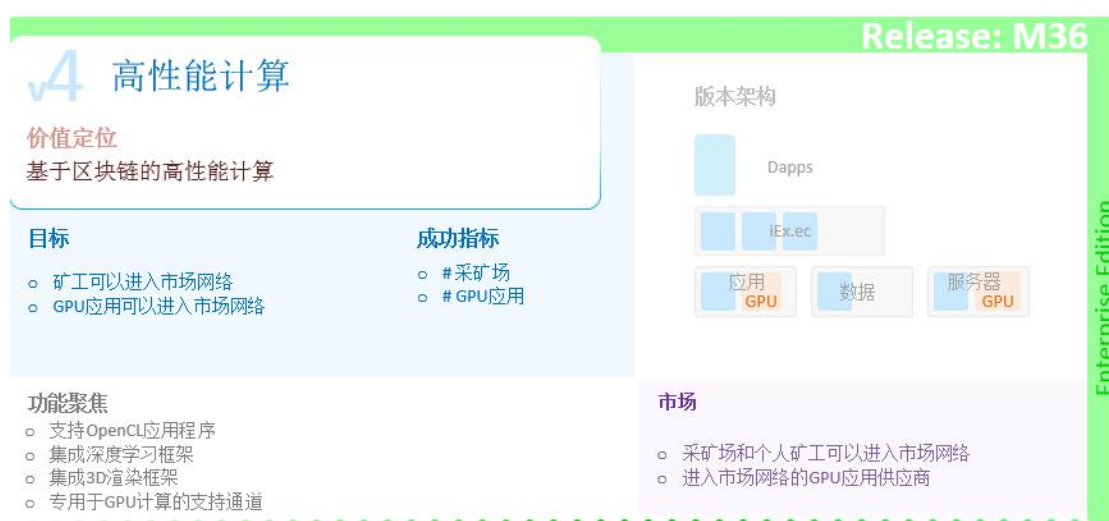 Release: M36
v4 高性能计算
价值定位
基于区块链的高性能计算
目标
○ 矿工可以进入市场网络
○ GPU应用可以进入市场网络
成功指标
○ #采矿场
○ #GPU应用
版本架构
Dapps
iEx.ec
应用
GPU
数据
服务器
GPU
Enterprise Edition
功能聚焦
○ 支持OpenCL应用程序
○ 集成深度学习框架
○ 集成3D渲染框架
○ 专用于GPU计算的支持通道
市场
○ 采矿场和个人矿工可以进入市场网络
○ 进入市场网络的GPU应用供应商